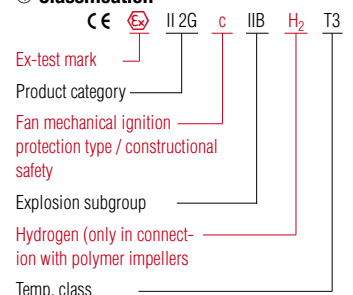 Classification
CE Ex II 2G c IIB H₂ T3
Ex-test mark
Product category
Fan mechanical ignition
protection type / constructional
safety
Explosion subgroup
Hydrogen (only in connect-
ion with polymer impellers
Temp. class